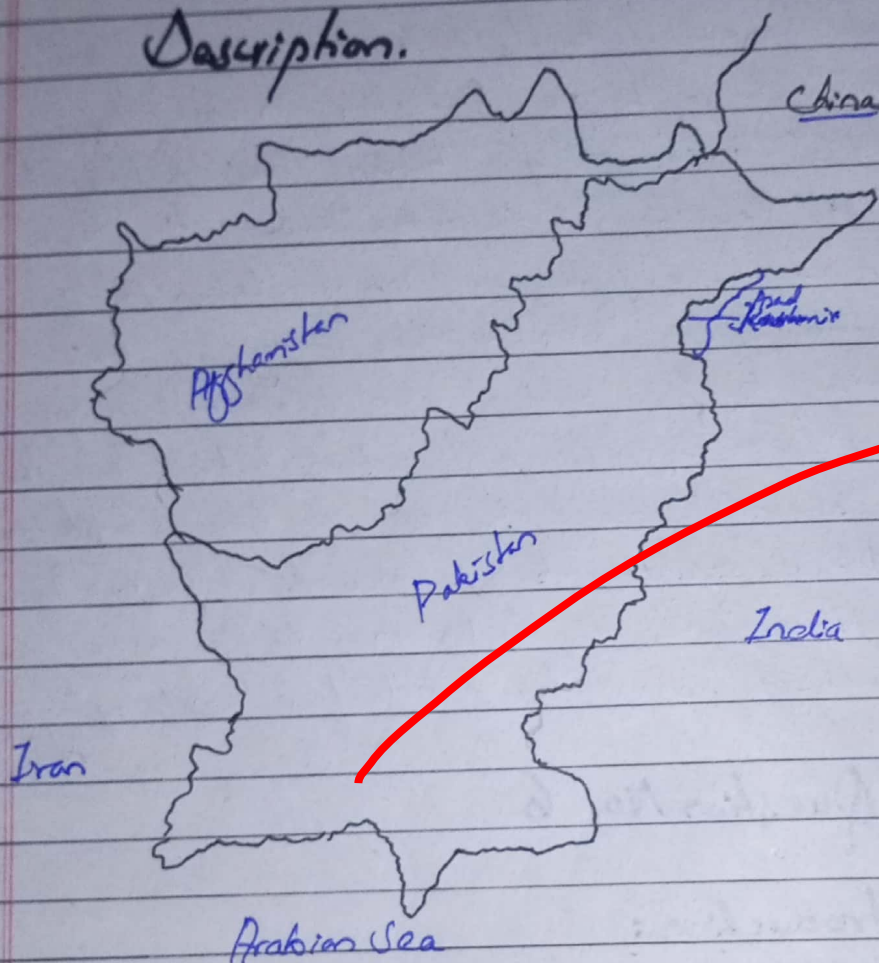 Description.
China
Azad
Kashmir
Afghanistan
Pakistan
India
Iran
Arabian Sea